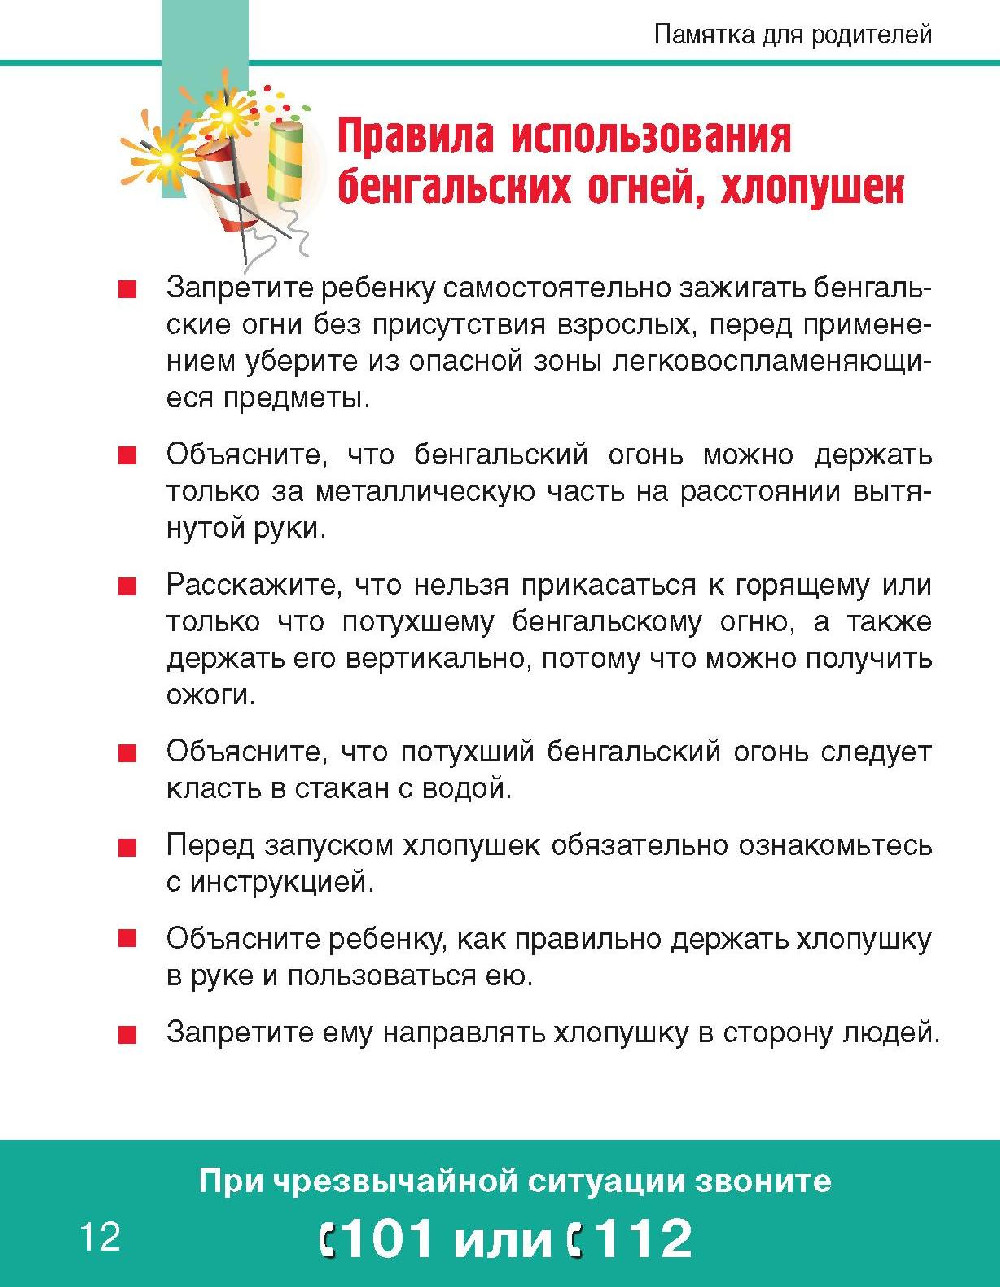 Памятка для родителей
Правила использования
бенгальских огней, хлопушек
Запретите ребенку самостоятельно зажигать бенгаль-
ские огни без присутствия взрослых, перед примене-
нием уберите из опасной зоны легковоспламеняющи-
еся предметы.
Объясните, что бенгальский огонь можно держать
только за металлическую часть на расстоянии вытя-
нутой руки.
Расскажите, что нельзя прикасаться к горящему или
только что потухшему бенгальскому огню, а также
держать его вертикально, потому что можно получить
ожоги.
Объясните, что потухший бенгальский огонь следует
класть в стакан с водой.
Перед запуском хлопушек обязательно ознакомьтесь
с инструкцией.
Объясните ребенку, как правильно держать хлопушку
в руке и пользоваться ею.
Запретите ему направлять хлопушку в сторону людей.
При чрезвычайной ситуации звоните
101 или 112
12